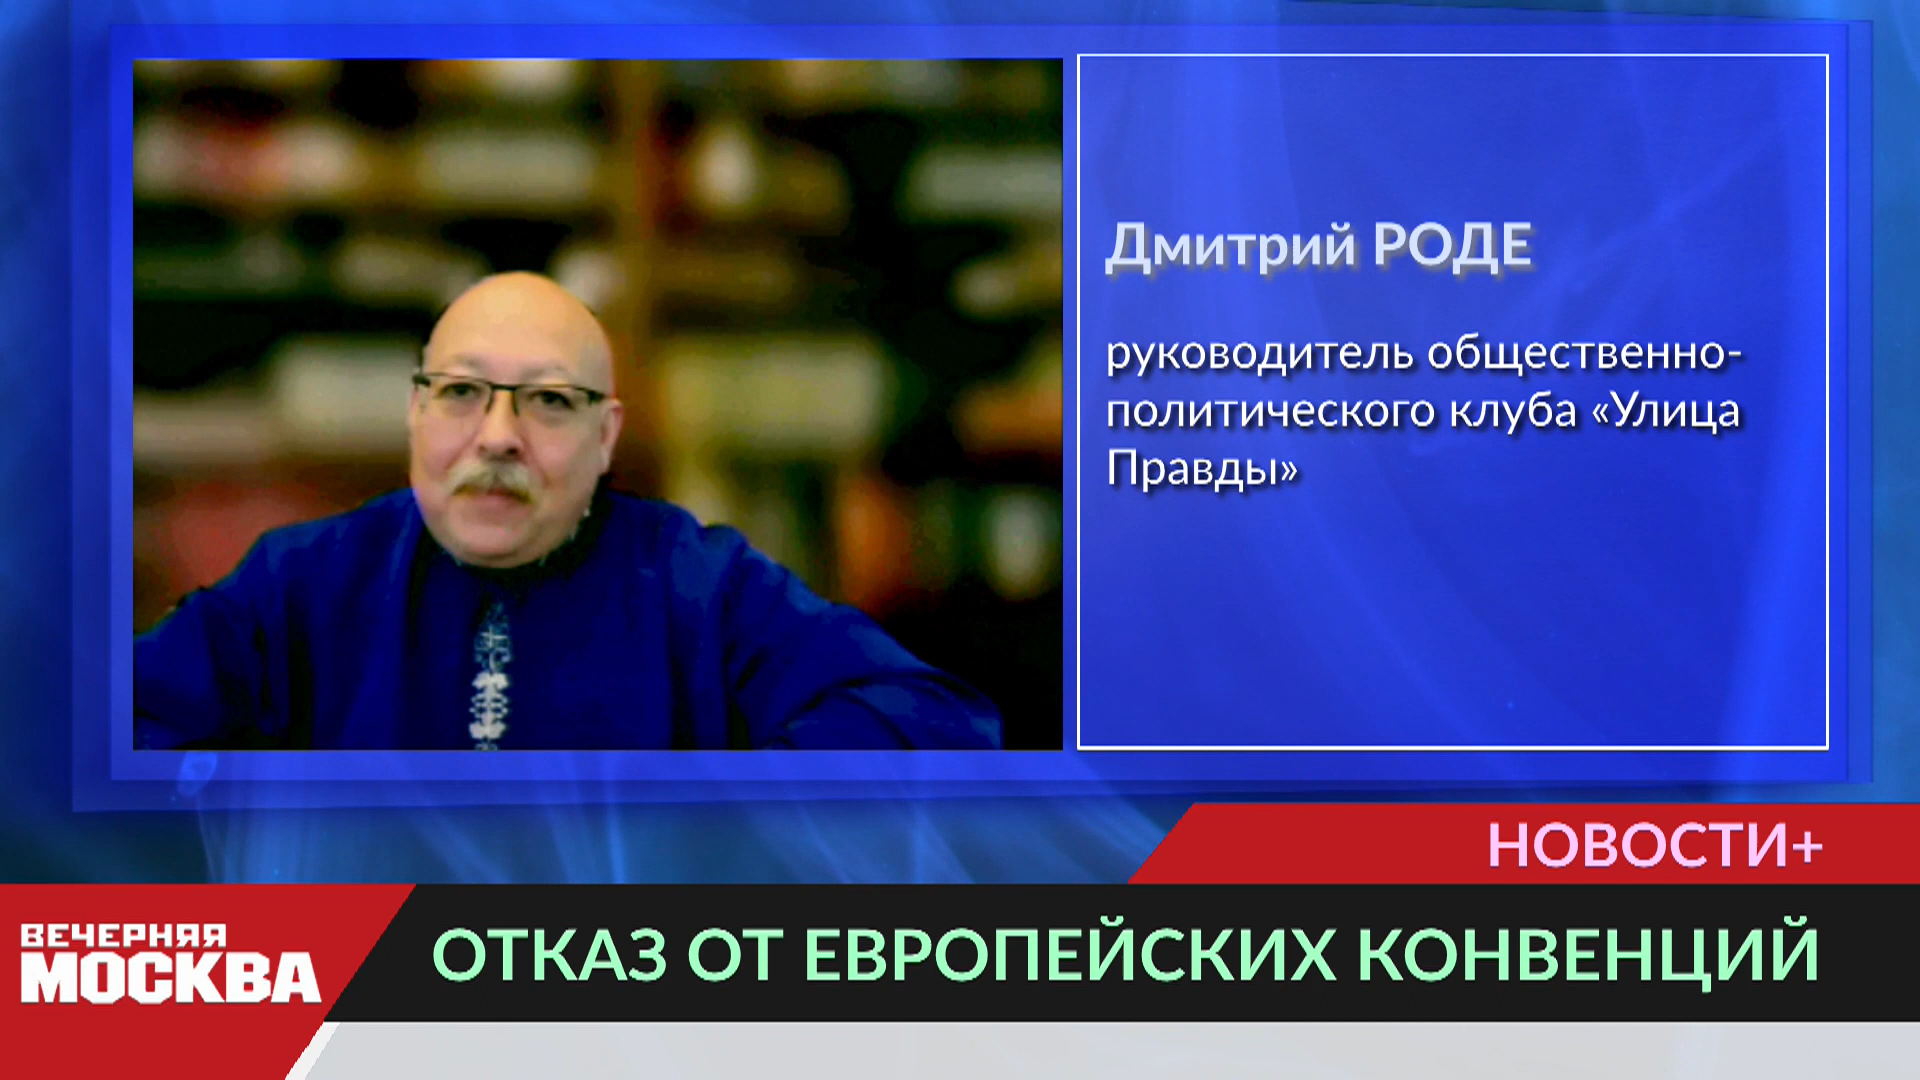 Дмитрий РОДЕ
руководитель общественно-
политического клуба «Улица
Правды»
НОВОСТИ+
ВЕЧЕРНЯЯ
МОСКВА
ОТКАЗ ОТ ЕВРОПЕЙСКИХ КОНВЕНЦИЙ